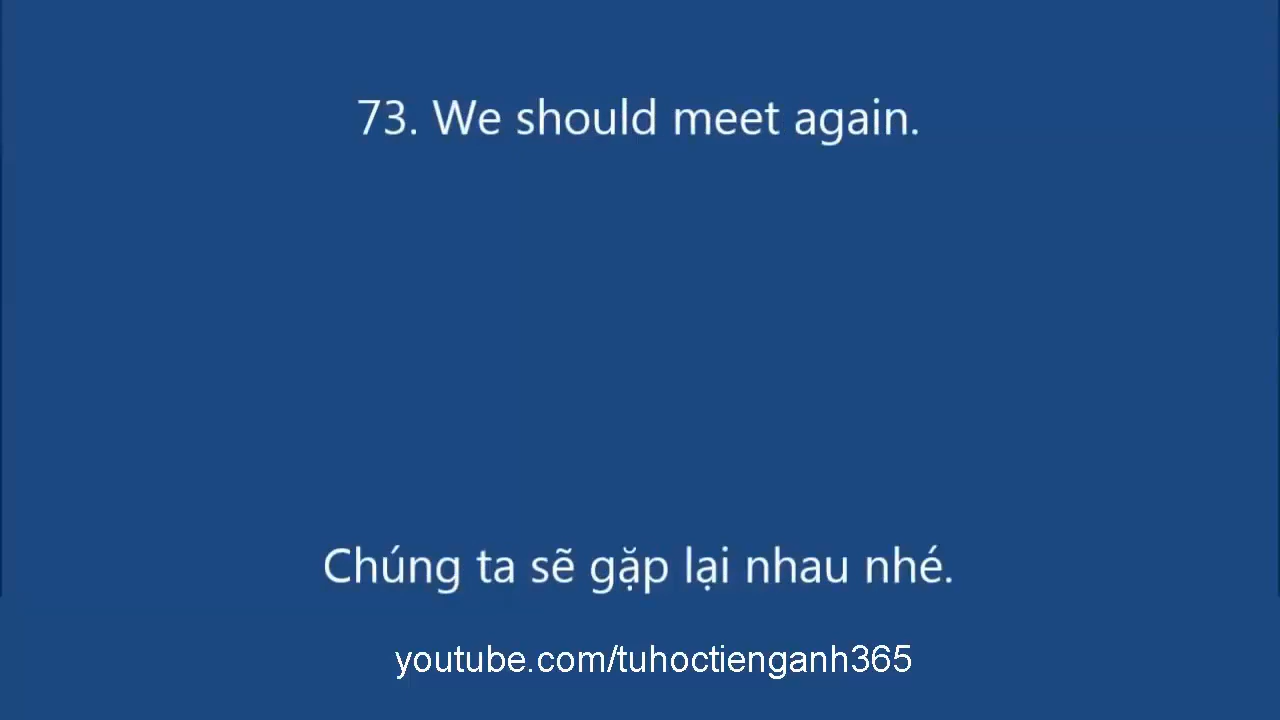 73. We should meet again.
Chúng ta sẽ gặp lại nhau nhé.
youtube.com/tuhoctienganh365